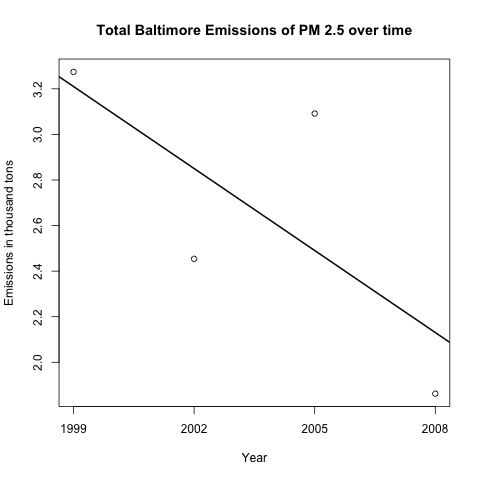 Total Baltimore Emissions of PM 2.5 over time
Emissions in thousand tons
3.2
3.0
2.8
2.6
2.4
2.2
2.0
1999 2002 2005 2008
Year